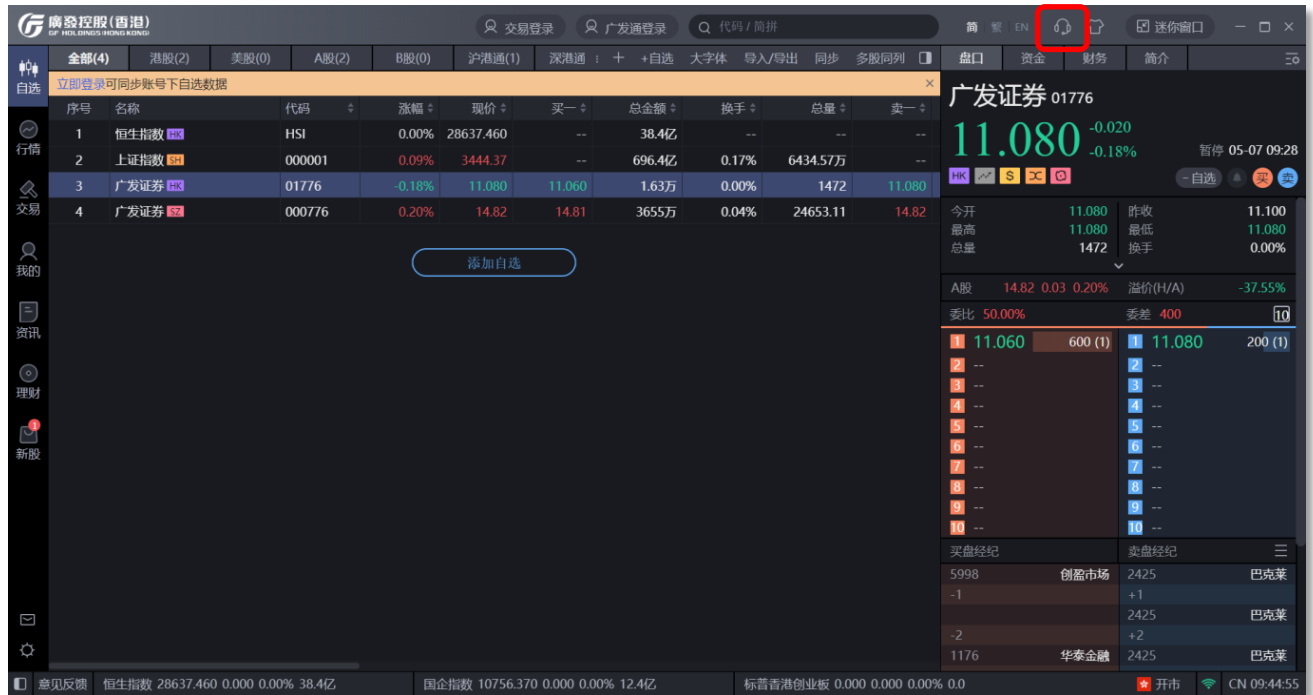 廣發控股(香港)
GF HOLDINGS (HONG KONG)
交易登录 广发通登录 代码 / 简拼 简 繁 EN 迷你窗口
全部(4) 港股(2) 美股(0) A股(2) B股(0) 沪港通(1) 深港通 +自选 大字体 导入/导出 同步 多股同列
盘口 资金 财务 简介
立即登录可同步账号下自选数据
序号 名称 代码 涨幅 现价 买一 总金额 换手 总量 卖一
1 恒生指数 HK HSI 0.00% 28637.460 -- 38.4亿 -- -- --
2 上证指数 SH 000001 0.09% 3444.37 -- 696.4亿 0.17% 6434.57万 --
3 广发证券 HK 01776 -0.18% 11.080 11.060 1.63万 0.00% 1472 11.080
4 广发证券 SZ 000776 0.20% 14.82 14.81 3655万 0.04% 24653.11 14.82
添加自选
自选
行情
交易
我的
资讯
理财
1
新股
广发证券 01776
11.080 -0.020
-0.18%
暂停 05-07 09:28
HK $ -自选 买 卖
今开 11.080 昨收 11.100
最高 11.080 最低 11.080
总量 1472 换手 0.00%
A股 14.82 0.03 0.20% 溢价(H/A) -37.55%
委比 50.00% 委差 400 10
1 11.060 600 (1) 1 11.080 200 (1)
2 -- 2 --
3 -- 3 --
4 -- 4 --
5 -- 5 --
6 -- 6 --
7 -- 7 --
8 -- 8 --
9 -- 9 --
10 -- 10 --
买盘经纪 卖盘经纪
5998 创盈市场 2425 巴克莱
-1 +1
2425 巴克莱
-2 +2
1176 华泰金融 2425 巴克莱
意见反馈 恒生指数 28637.460 0.000 0.00% 38.4亿 国企指数 10756.370 0.000 0.00% 12.4亿 标普香港创业板 0.000 0.000 0.00% 0.0 开市 CN 09:44:55